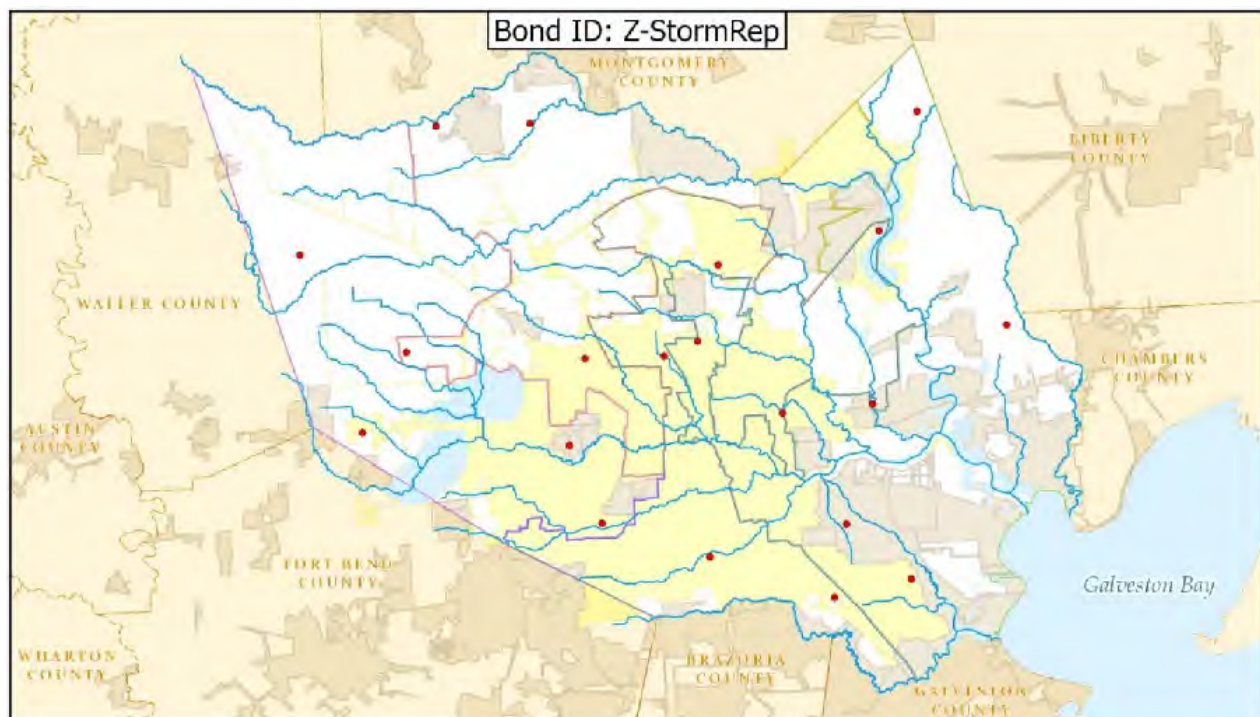 Bond ID: Z-StormRep
MONTGOMERY
COUNTY
LIBERTY
COUNTY
WALLER COUNTY
CHAMBERS
COUNTY
AUSTIN
COUNTY
FORT BEND
COUNTY
Galveston Bay
WHARTON
COUNTY
BRAZORIA
COUNTY
GALVESTON
COUNTY